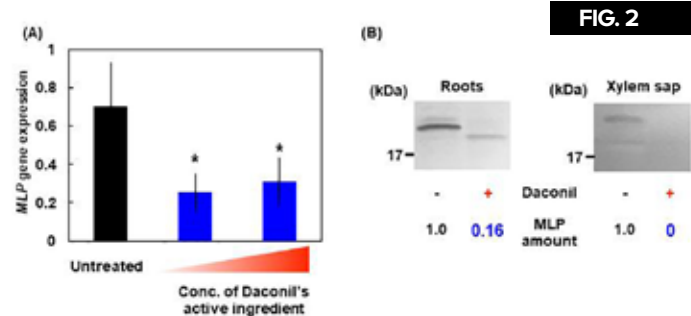 FIG. 2
(A)
MLP gene expression
1
0.8
0.6
0.4
0.2
0
*
*
Untreated
Conc. of Daconil's
active ingredient
(B)
Roots
Xylem sap
(kDa)
(kDa)
17
17
- + Daconil - +
1.0 0.16 MLP amount 1.0 0